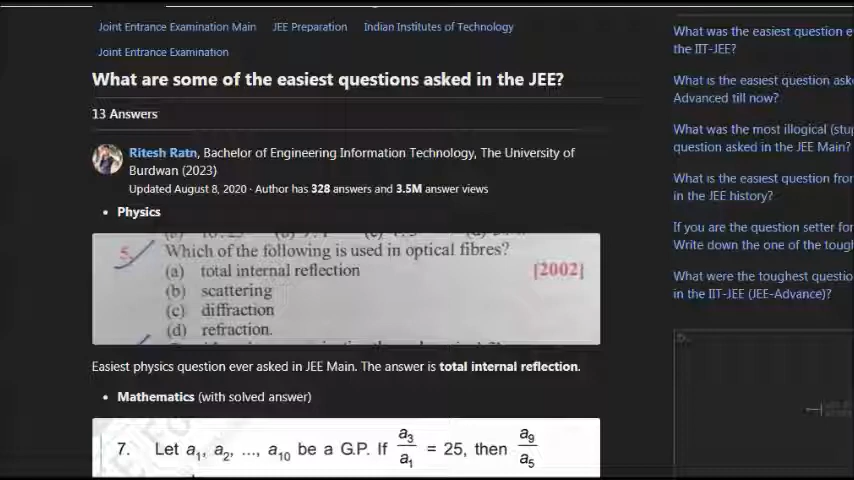 Joint Entrance Examination Main JEE Preparation Indian Institutes of Technology
Joint Entrance Examination
What are some of the easiest questions asked in the JEE?
13 Answers
Ritesh Ratn, Bachelor of Engineering Information Technology, The University of
Burdwan (2023)
Updated August 8, 2020 · Author has 328 answers and 3.5M answer views
• Physics
5. Which of the following is used in optical fibres?
(a) total internal reflection [2002]
(b) scattering
(c) diffraction
(d) refraction.
Easiest physics question ever asked in JEE Main. The answer is total internal reflection.
• Mathematics (with solved answer)
7. Let a₁, a₂, ..., a₁₀ be a G.P. If a₃/a₁ = 25, then a₉/a₅
What was the easiest question e
the IIT-JEE?
What is the easiest question aske
Advanced till now?
What was the most illogical (stup
question asked in the JEE Main?
What is the easiest question fror
in the JEE history?
If you are the question setter for
Write down the one of the tough
What were the toughest questio
in the IIT-JEE (JEE-Advance)?